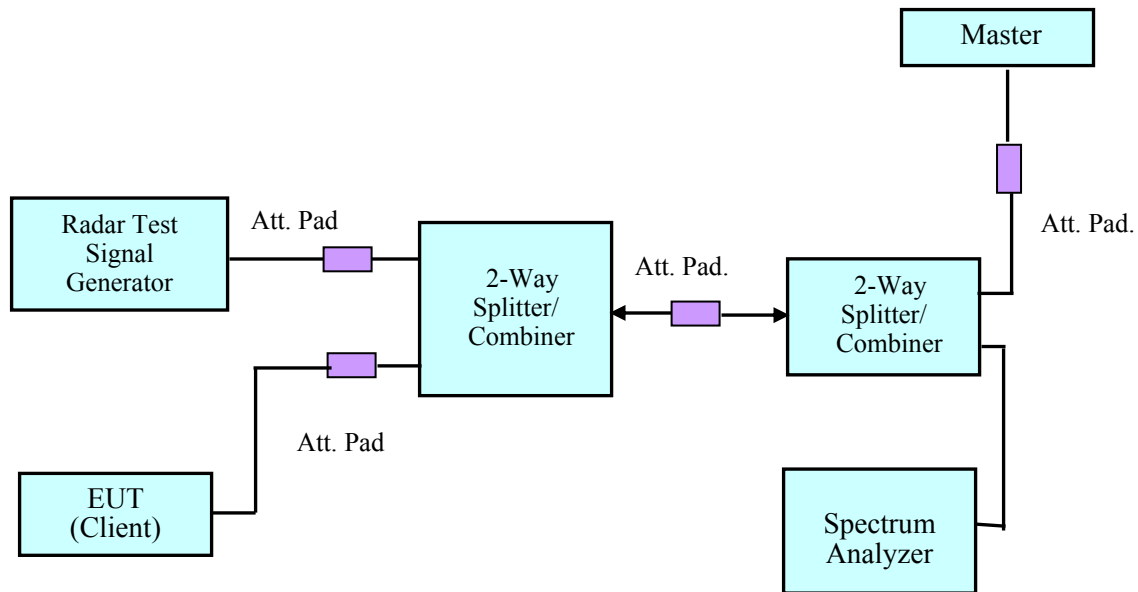 Master
Radar Test
Signal
Generator
Att. Pad
2-Way
Splitter/
Combiner
Att. Pad.
2-Way
Splitter/
Combiner
Att. Pad.
Att. Pad
EUT
(Client)
Spectrum
Analyzer